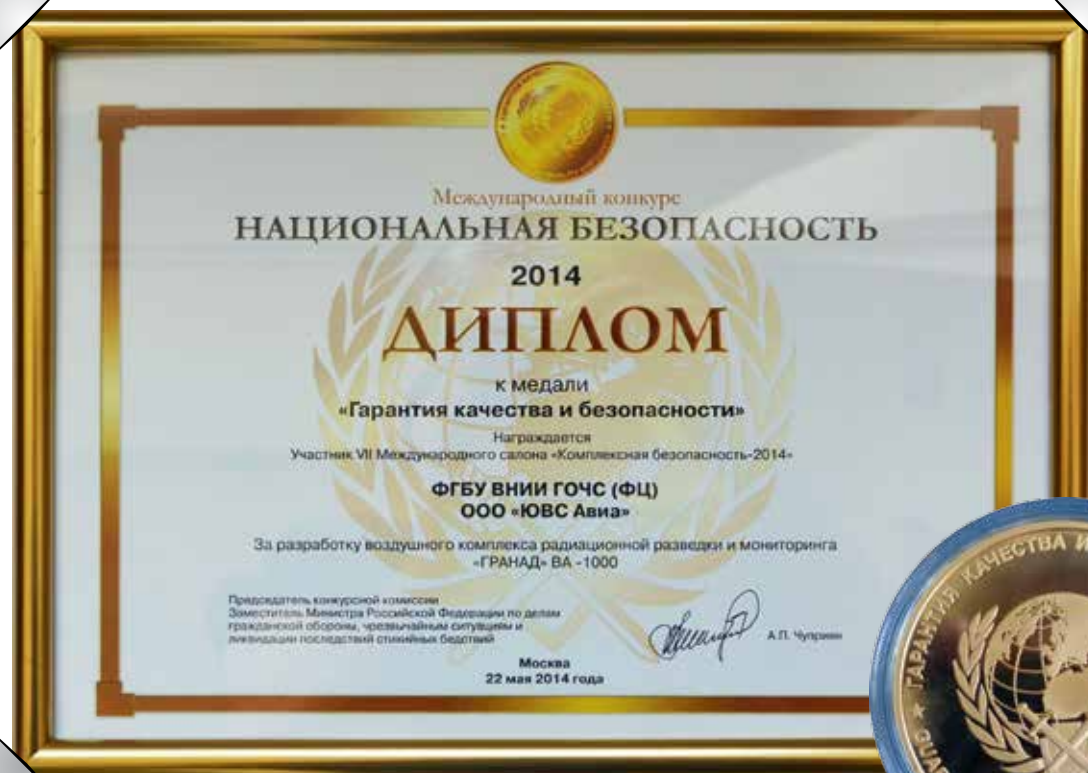 Международный конкурс
НАЦИОНАЛЬНАЯ БЕЗОПАСНОСТЬ
2014
ДИПЛОМ
к медали
«Гарантия качества и безопасности»
Награждается
Участник VII Международного салона «Комплексная безопасность-2014»
ФГБУ ВНИИ ГОЧС (ФЦ)
ООО «ЮВС Авиа»
За разработку воздушного комплекса радиационной разведки и мониторинга
«ГРАНАД» ВА -1000
Председатель конкурсной комиссии
Заместитель Министра Российской Федерации по делам
гражданской обороны, чрезвычайным ситуациям и
ликвидации последствий стихийных бедствий
А.П. Чуприян
Москва
22 мая 2014 года
ГАРАНТИЯ КАЧЕСТВА И